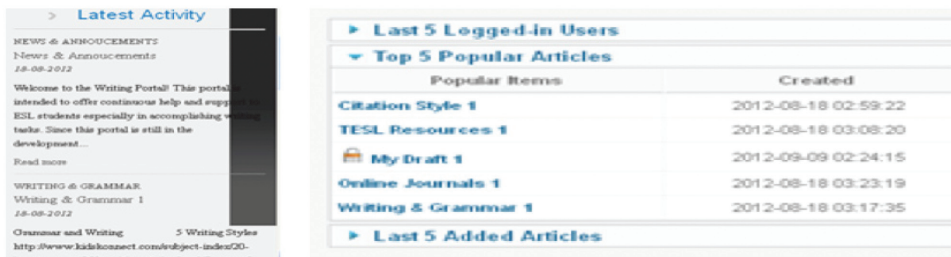 Latest Activity
NEWS & ANNOUCEMENTS
News & Annoucements
18-08-2012
Welcome to the Writing Portal! This portal is
intended to offer continuous help and support to
ESL students especially in accomplishing writing
tasks. Since this portal is still in the
development...
Read more
WRITING & GRAMMAR
Writing & Grammar 1
18-08-2012
Grammar and Writing 5 Writing Styles
http://www.kidskonnect.com/subject-index/20-
Last 5 Logged-in Users
Top 5 Popular Articles
Popular Items Created
Citation Style 1 2012-08-18 02:59:22
TESL Resources 1 2012-08-18 03:08:20
My Draft 1 2012-09-09 02:24:15
Online Journals 1 2012-08-18 03:23:19
Writing & Grammar 1 2012-08-18 03:17:35
Last 5 Added Articles